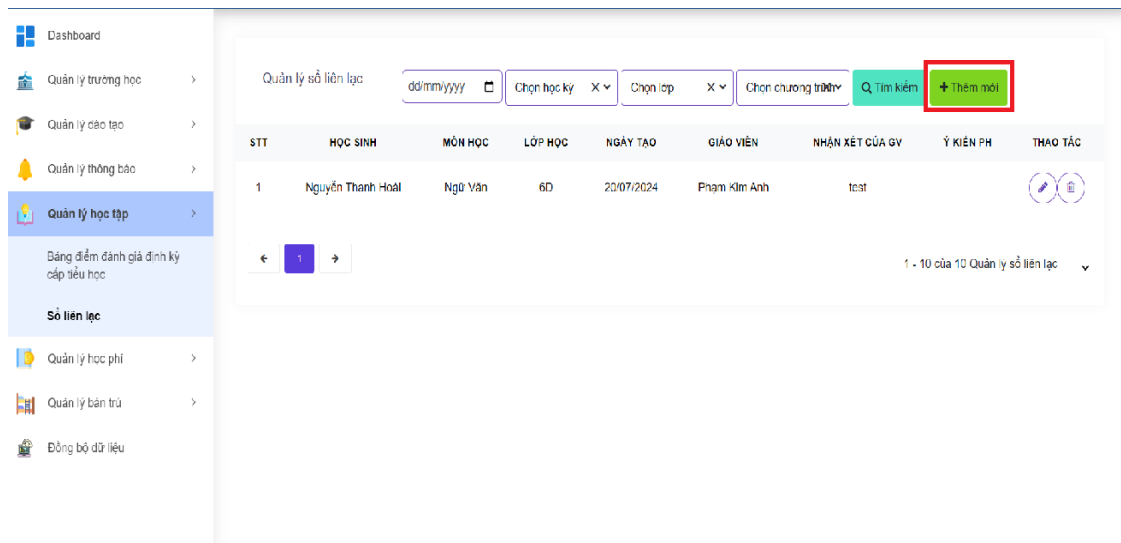 Dashboard
Quản lý trường học
Quản lý đào tạo
Quản lý thông báo
Quản lý học tập
Bảng điểm đánh giá định kỳ
cấp tiểu học
Sổ liên lạc
Quản lý học phí
Quản lý bán trú
Đồng bộ dữ liệu
Quản lý sổ liên lạc
dd/mm/yyyy
Chọn học kỳ
Chọn lớp
Chọn chương trình
Tìm kiếm
+ Thêm mới
STT HỌC SINH MÔN HỌC LỚP HỌC NGÀY TẠO GIÁO VIÊN NHẬN XÉT CỦA GV Ý KIẾN PH THAO TÁC
1 Nguyễn Thanh Hoài Ngữ Văn 6D 20/07/2024 Phạm Kim Anh test
1
1 - 10 của 10 Quản lý sổ liên lạc